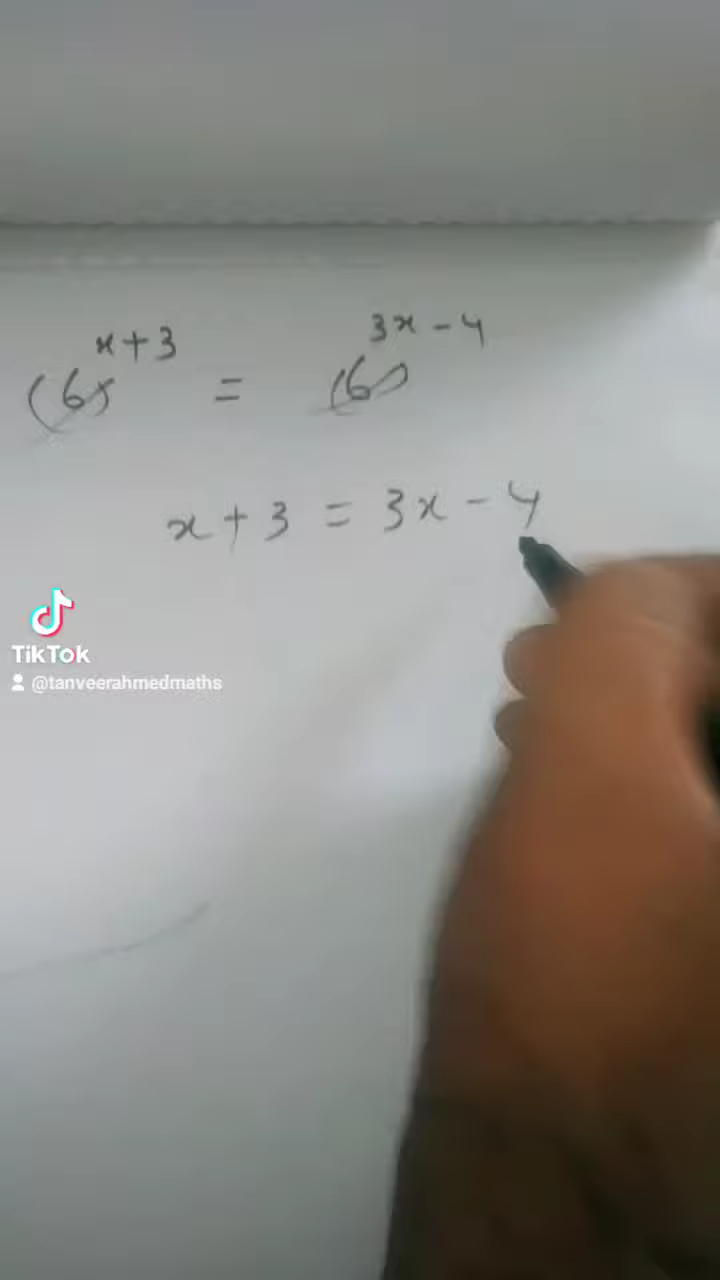 (6)^{x+3} = (6)^{3x-4}
x + 3 = 3x - 4
TikTok
@tanveerahmedmaths